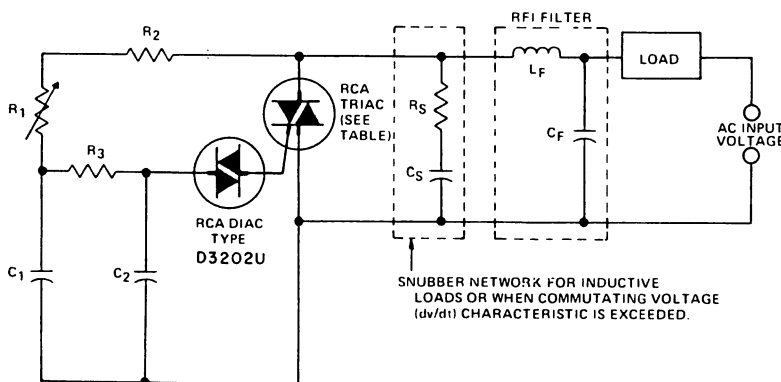 RFI FILTER
R2
LF
LOAD
R1
RCA
TRIAC
(SEE
TABLE)
RS
CF
AC INPUT
VOLTAGE
R3
CS
RCA DIAC
TYPE
D3202U
C1
C2
SNUBBER NETWORK FOR INDUCTIVE
LOADS OR WHEN COMMUTATING VOLTAGE
(dv/dt) CHARACTERISTIC IS EXCEEDED.